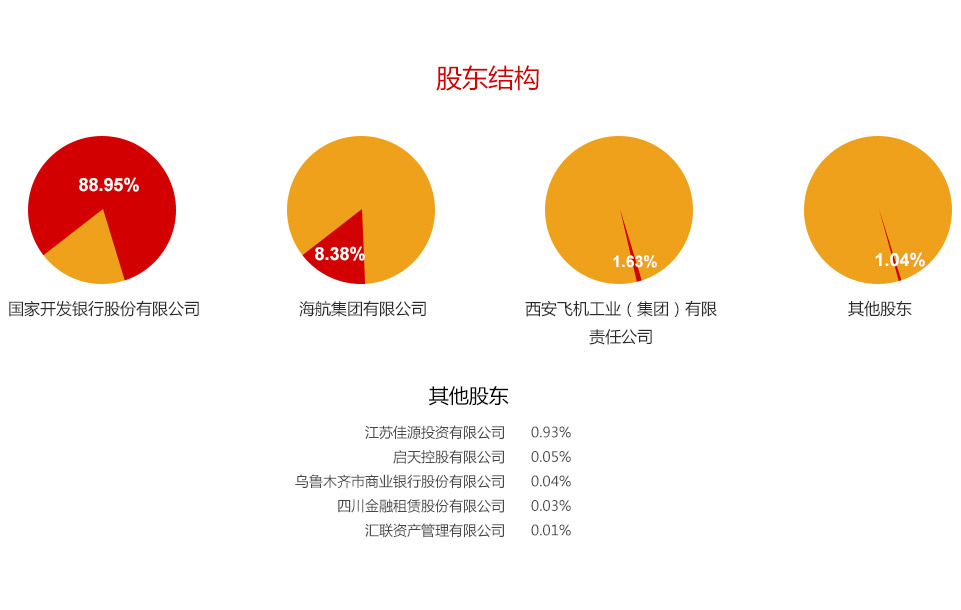 股东结构
88.95%
8.38%
1.63%
1.04%
国家开发银行股份有限公司
海航集团有限公司
西安飞机工业（集团）有限
责任公司
其他股东
其他股东
江苏佳源投资有限公司 0.93%
启天控股有限公司 0.05%
乌鲁木齐市商业银行股份有限公司 0.04%
四川金融租赁股份有限公司 0.03%
汇联资产管理有限公司 0.01%